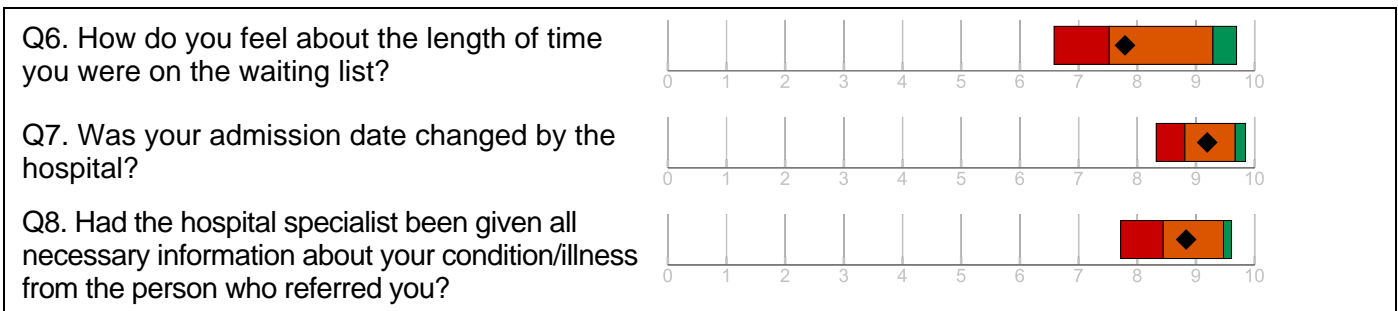 Q6. How do you feel about the length of time
you were on the waiting list?
0 1 2 3 4 5 6 7 8 9 10
Q7. Was your admission date changed by the
hospital?
0 1 2 3 4 5 6 7 8 9 10
Q8. Had the hospital specialist been given all
necessary information about your condition/illness
from the person who referred you?
0 1 2 3 4 5 6 7 8 9 10